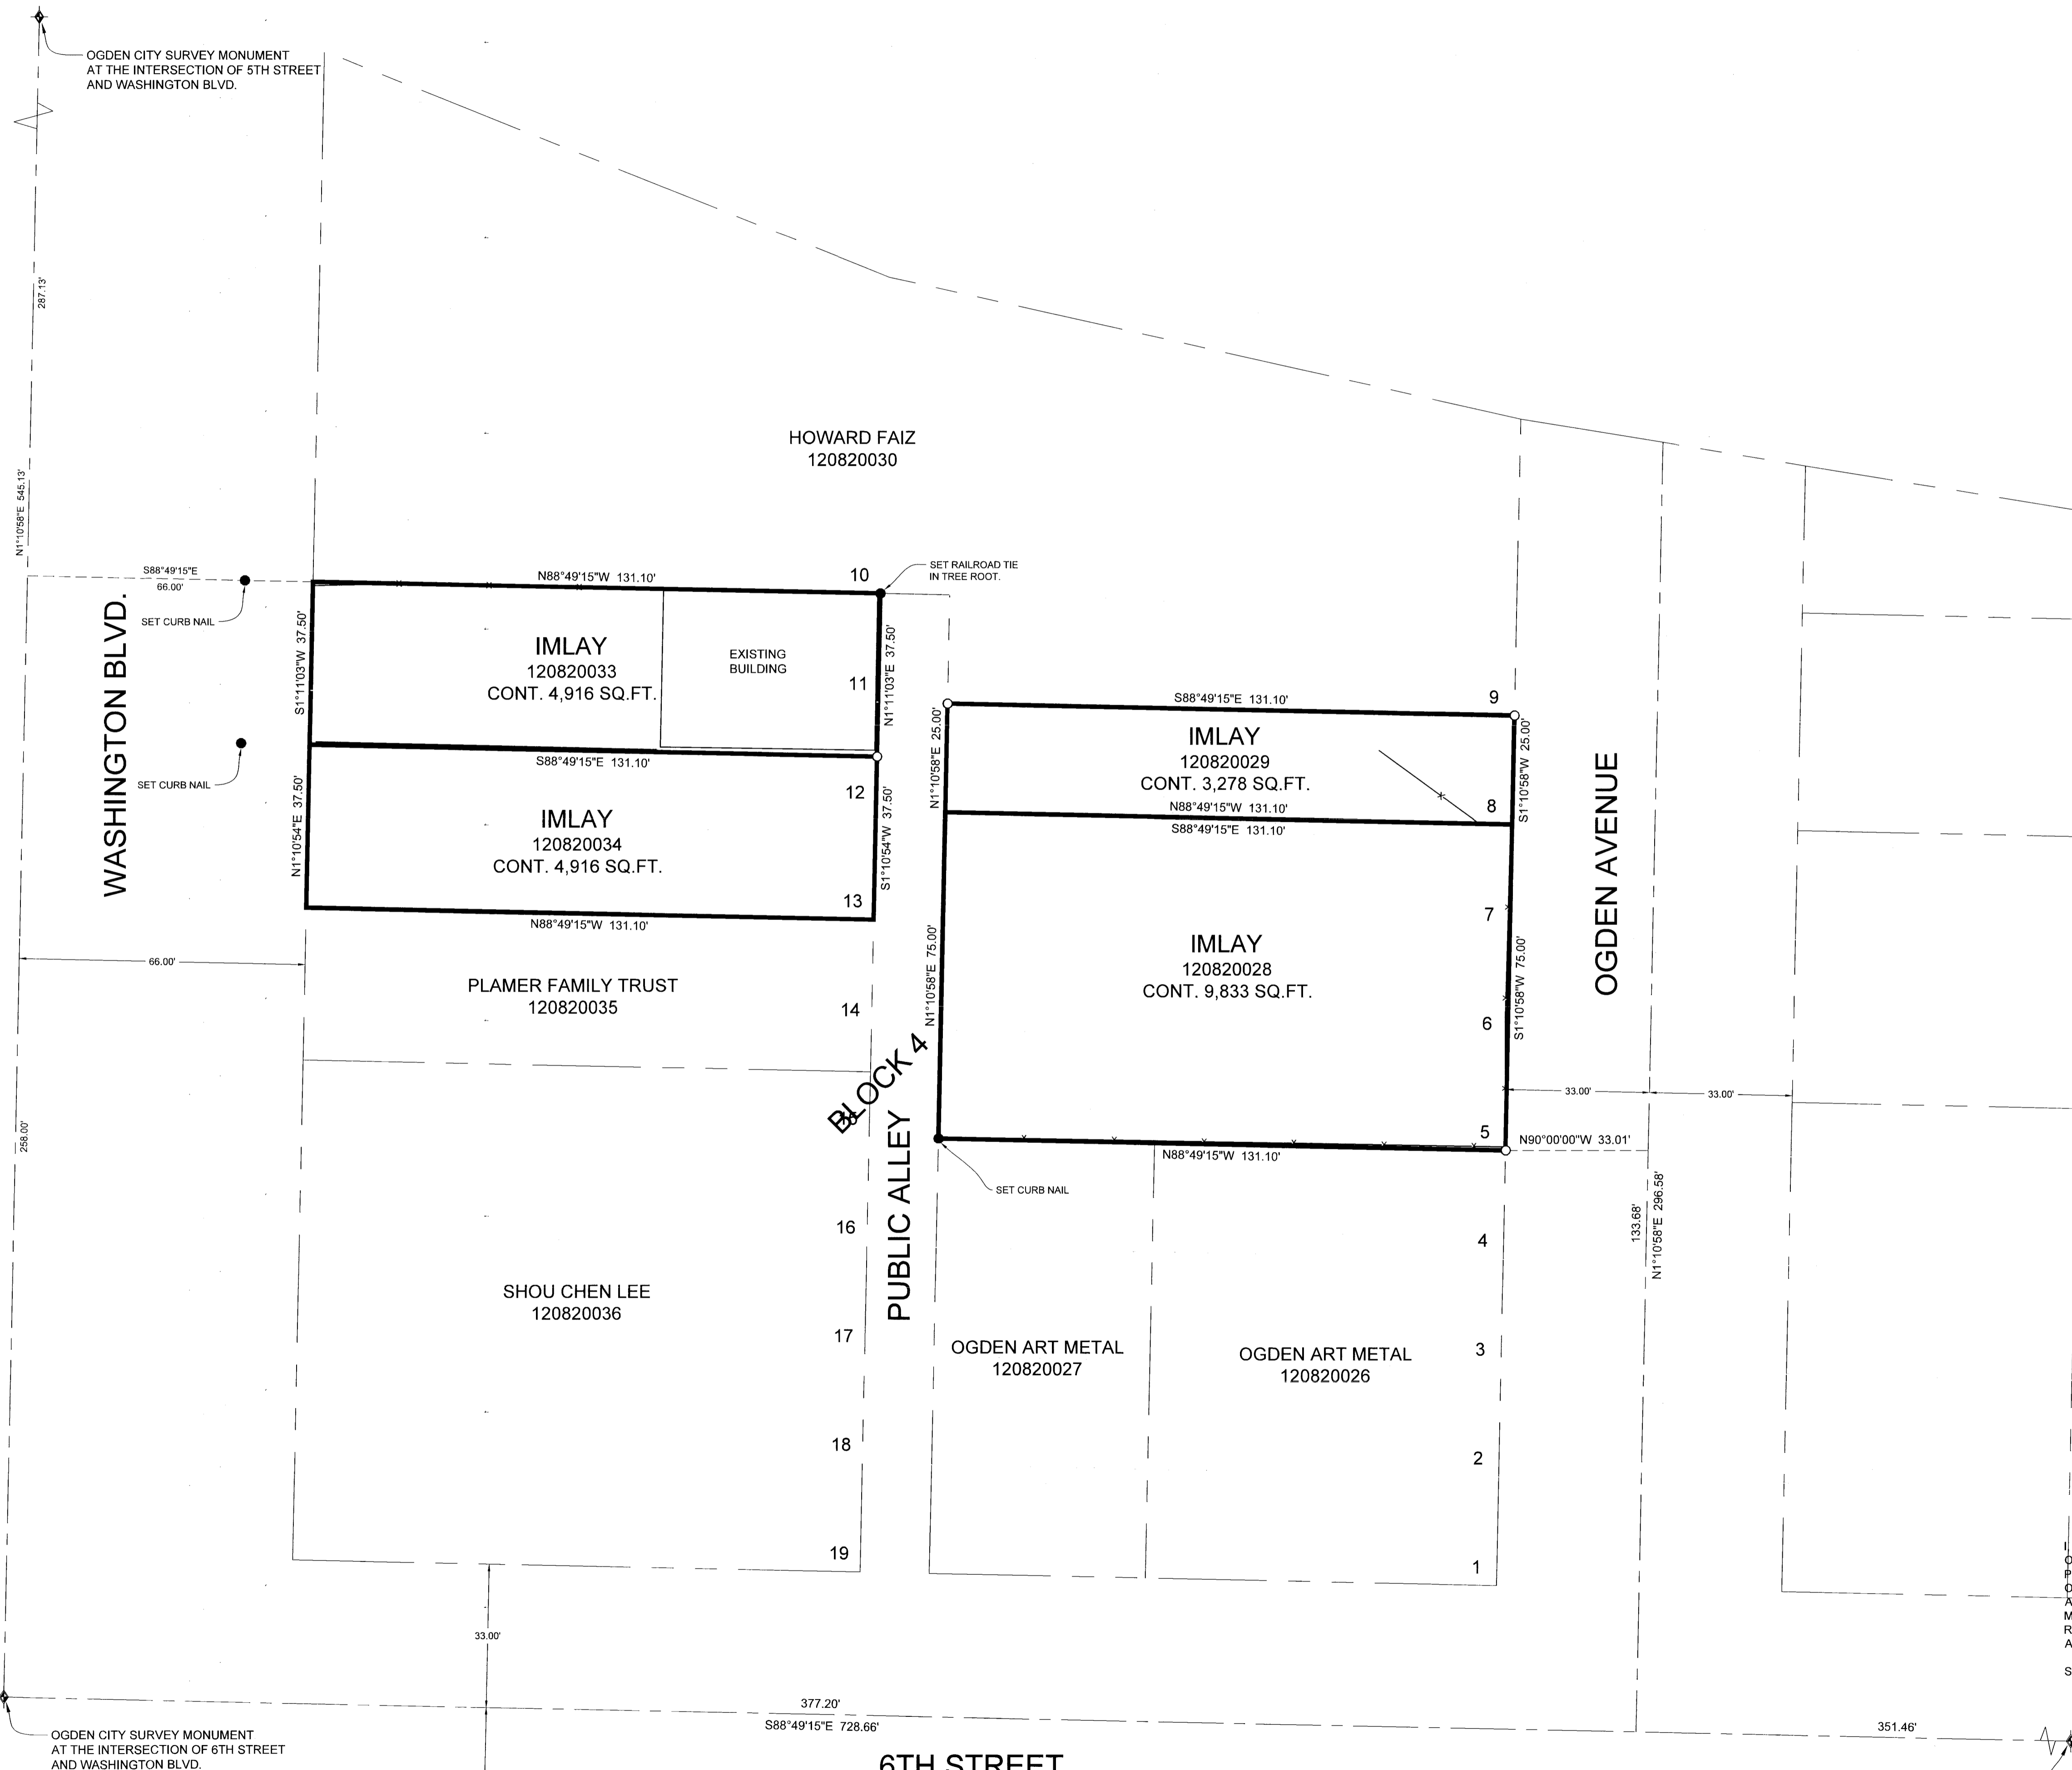 OGDEN CITY SURVEY MONUMENT
AT THE INTERSECTION OF 5TH STREET
AND WASHINGTON BLVD.
287.13'
N1°10'58"E 545.13'
HOWARD FAIZ
120820030
S88°49'15"E
66.00'
SET CURB NAIL
WASHINGTON BLVD.
SET CURB NAIL
66.00'
258.00'
N88°49'15"W 131.10'
10
SET RAILROAD TIE
IN TREE ROOT.
S1°11'03"W 37.50'
IMLAY
120820033
CONT. 4,916 SQ.FT.
EXISTING
BUILDING
11
N1°11'03"E 37.50'
S88°49'15"E 131.10'
N1°10'54"E 37.50'
IMLAY
120820034
CONT. 4,916 SQ.FT.
12
S1°10'54"W 37.50'
13
N88°49'15"W 131.10'
PLAMER FAMILY TRUST
120820035
14
BLOCK 4
PUBLIC ALLEY
16
SHOU CHEN LEE
120820036
17
18
19
S88°49'15"E 131.10'
9
N1°10'58"E 25.00'
IMLAY
120820029
CONT. 3,278 SQ.FT.
S1°10'58"W 25.00'
N88°49'15"W 131.10'
8
S88°49'15"E 131.10'
7
N1°10'58"E 75.00'
IMLAY
120820028
CONT. 9,833 SQ.FT.
6
S1°10'58"W 75.00'
5
N88°49'15"W 131.10'
SET CURB NAIL
OGDEN AVENUE
33.00'
33.00'
N90°00'00"W 33.01'
133.68'
N1°10'58"E 296.58'
4
OGDEN ART METAL
120820027
OGDEN ART METAL
120820026
3
2
1
33.00'
377.20'
S88°49'15"E 728.66'
351.46'
OGDEN CITY SURVEY MONUMENT
AT THE INTERSECTION OF 6TH STREET
AND WASHINGTON BLVD.
6TH STREET